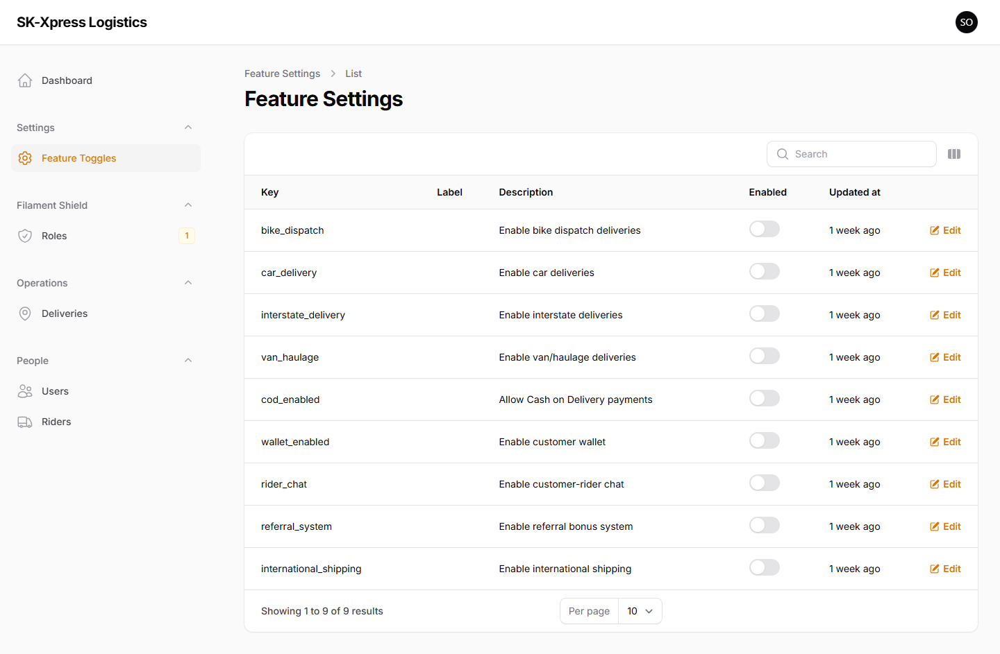 SK-Xpress Logistics
SO
Dashboard
Settings
Feature Toggles
Filament Shield
Roles 1
Operations
Deliveries
People
Users
Riders
Feature Settings > List
Feature Settings
Search
Key Label Description Enabled Updated at
bike_dispatch Enable bike dispatch deliveries 1 week ago Edit
car_delivery Enable car deliveries 1 week ago Edit
interstate_delivery Enable interstate deliveries 1 week ago Edit
van_haulage Enable van/haulage deliveries 1 week ago Edit
cod_enabled Allow Cash on Delivery payments 1 week ago Edit
wallet_enabled Enable customer wallet 1 week ago Edit
rider_chat Enable customer-rider chat 1 week ago Edit
referral_system Enable referral bonus system 1 week ago Edit
international_shipping Enable international shipping 1 week ago Edit
Showing 1 to 9 of 9 results Per page 10